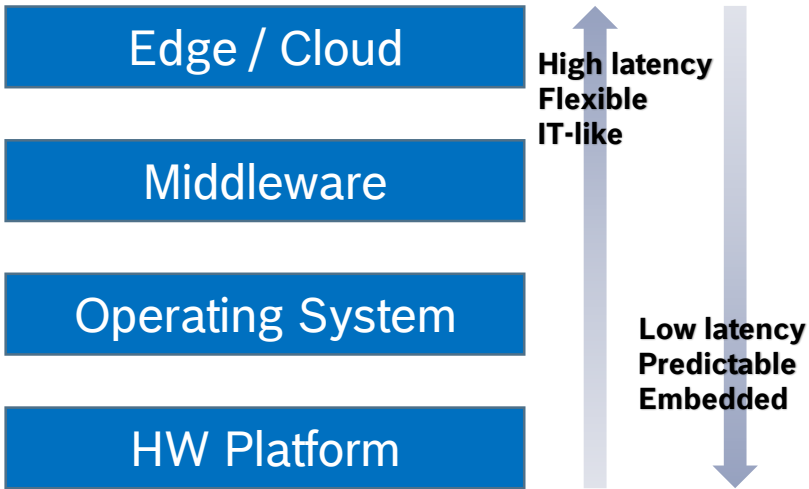 Edge / Cloud
High latency
Flexible
IT-like
Middleware
Operating System
Low latency
Predictable
Embedded
HW Platform